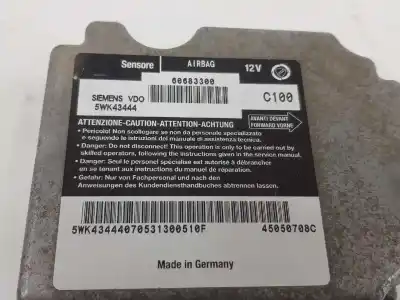 Sensore AIRBAG 12V
60683300
SIEMENS VDO C100
5WK43444
AVANTI DEVANT
FORWARD VORNE
ATTENZIONE-CAUTION-ATTENTION-ACHTUNG
• Pericolo! Non scollegare se non da personale specializzato
e seguendo le istruzioni del manuale di assistenza tecnica.
• Danger: Do not disconnect! This operation is only to be carried out by
skilled operators, following the instructions given in the service manual.
• Danger: Seul le personnel spécialisé est autorisé à débrancher
en se tenant aux instructions du manuel de réparation.
• Gefahr: Nur von Fachpersonal und nach den
Anweisungen des Kundendiensthandbuches abtrennen lassen.
5WK43444070531300510F 45050708C
Made in Germany